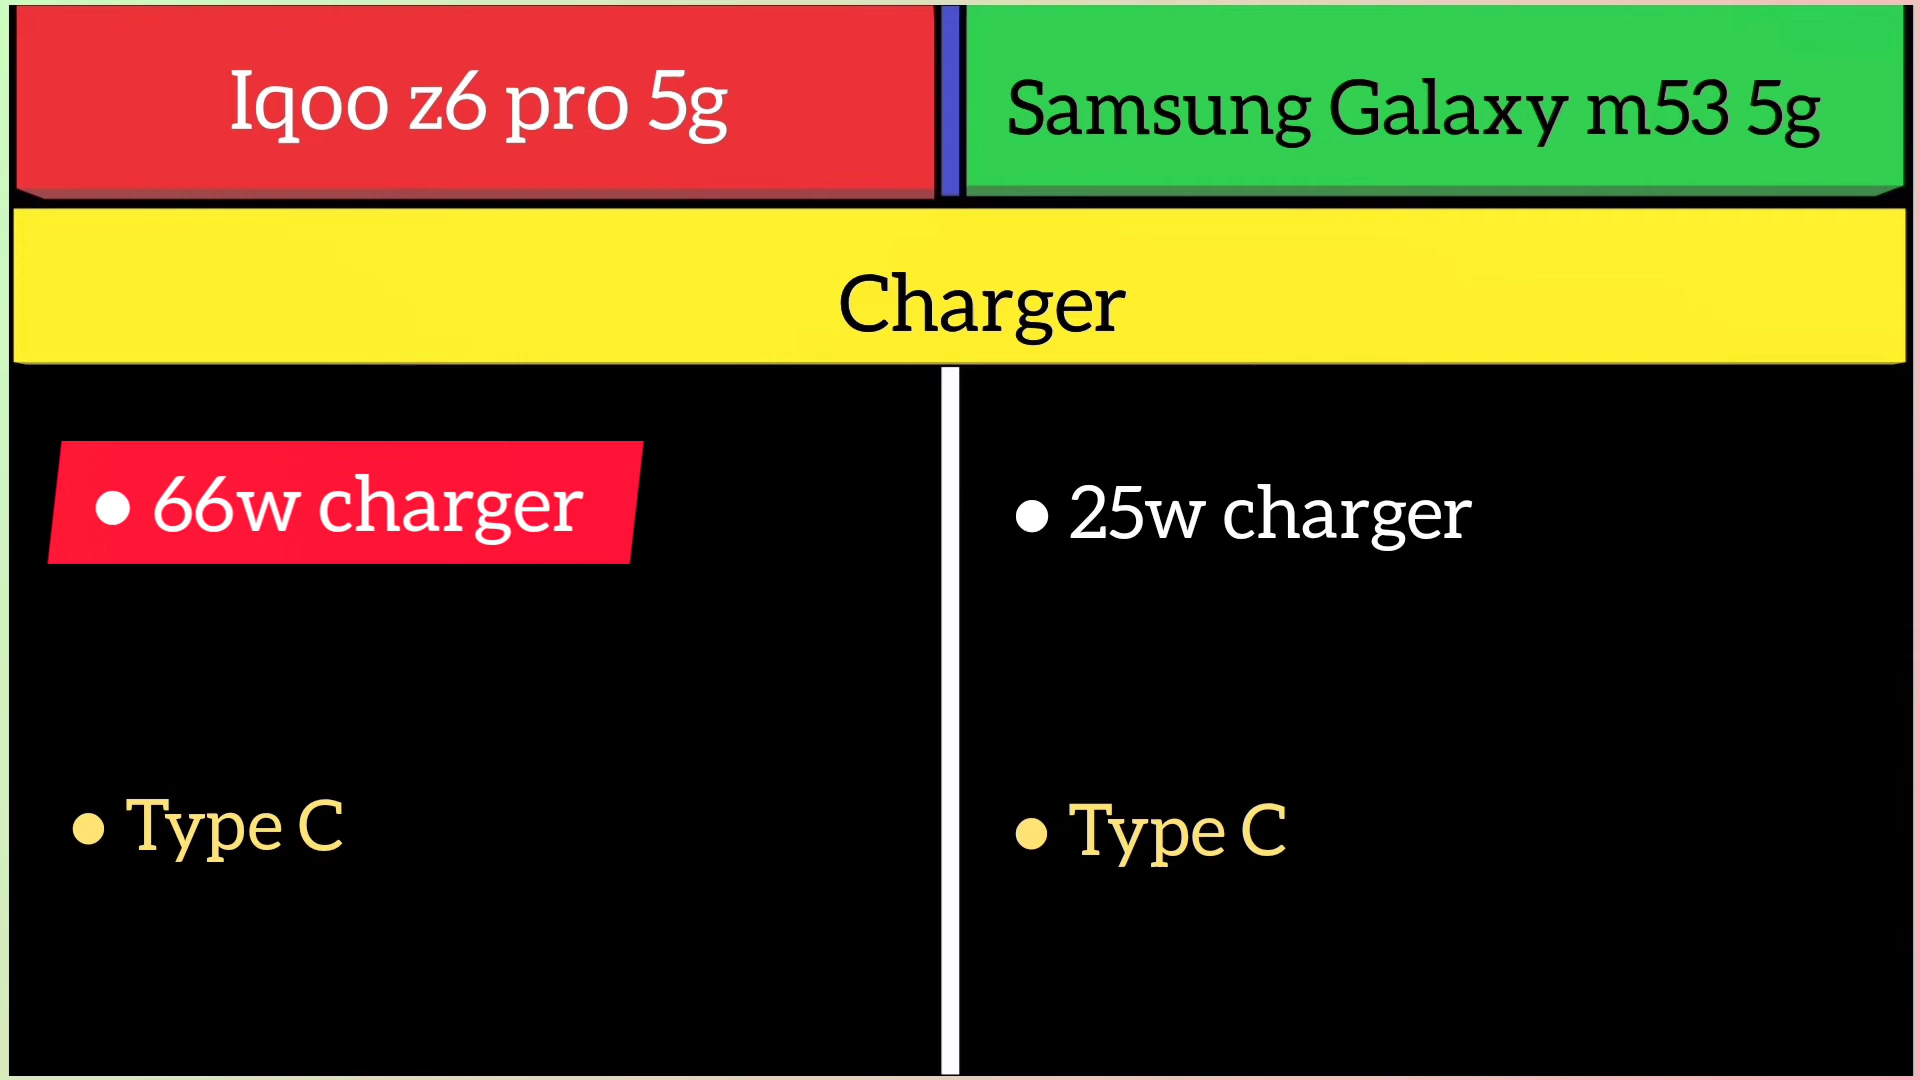 Iqoo z6 pro 5g
Samsung Galaxy m53 5g
Charger
• 66w charger
• 25w charger
• Type C
• Type C